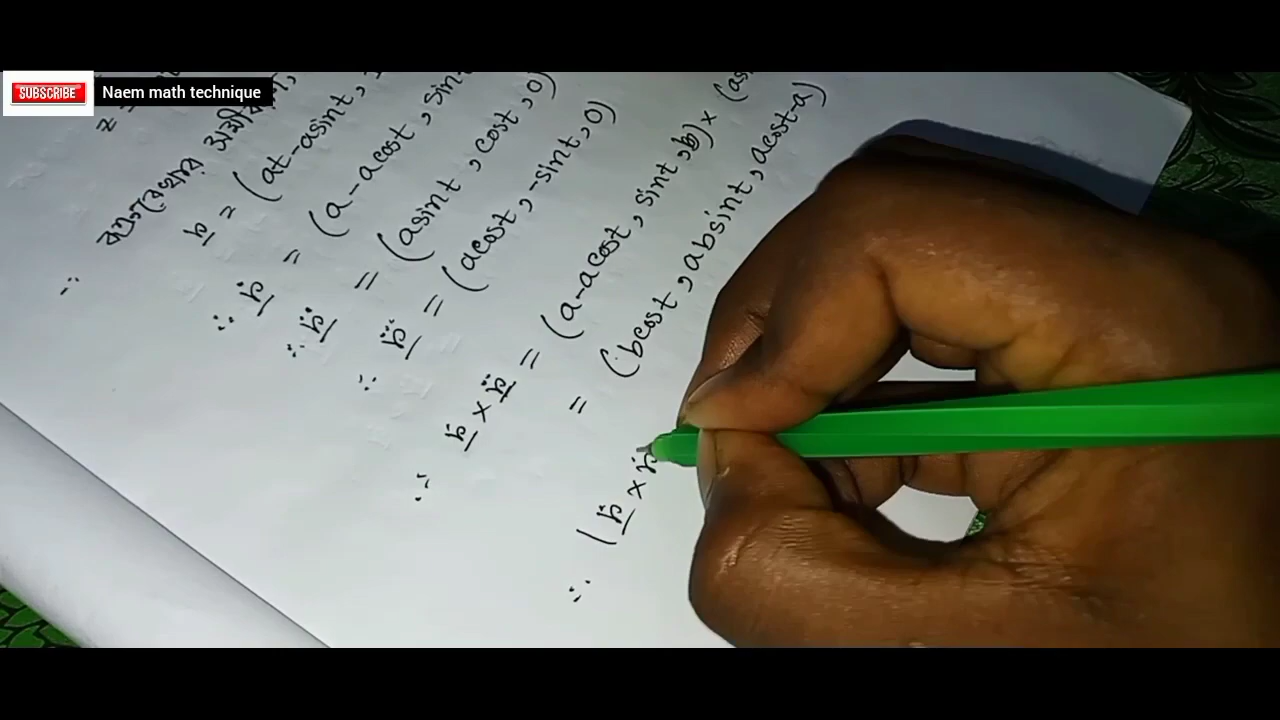 SUBSCRIBE Naem math technique
z =
∴
r = (at-asint,
∴ ṙ = (a-acost, sin
∴ r̈ = (asint, cost, 0)
∴ r⃛ = (acost, -sint, 0)
∴ ṙ × r̈ = (a-acost, sint, b) × (as
= (bcost, absint, acost-a)
∴ |ṙ × r̈